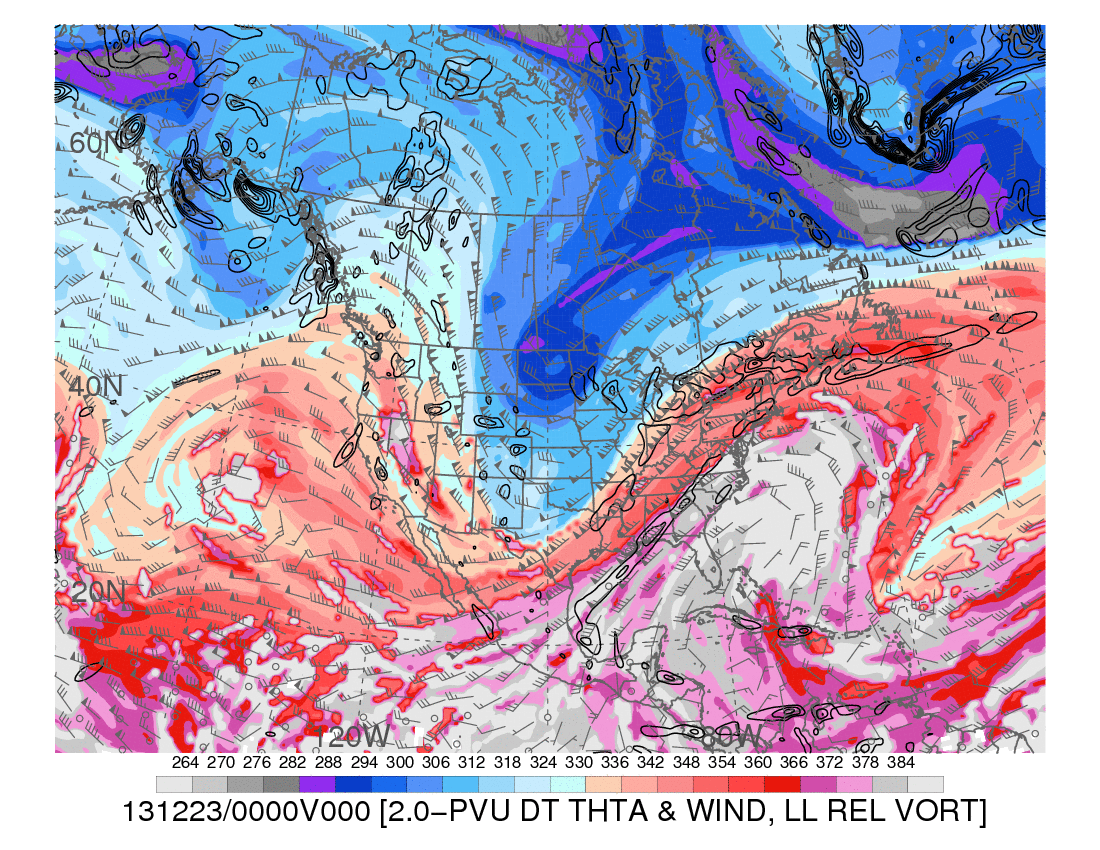 60N
40N
20N
120W 80W
264 270 276 282 288 294 300 306 312 318 324 330 336 342 348 354 360 366 372 378 384
131223/0000V000 [2.0−PVU DT THTA & WIND, LL REL VORT]